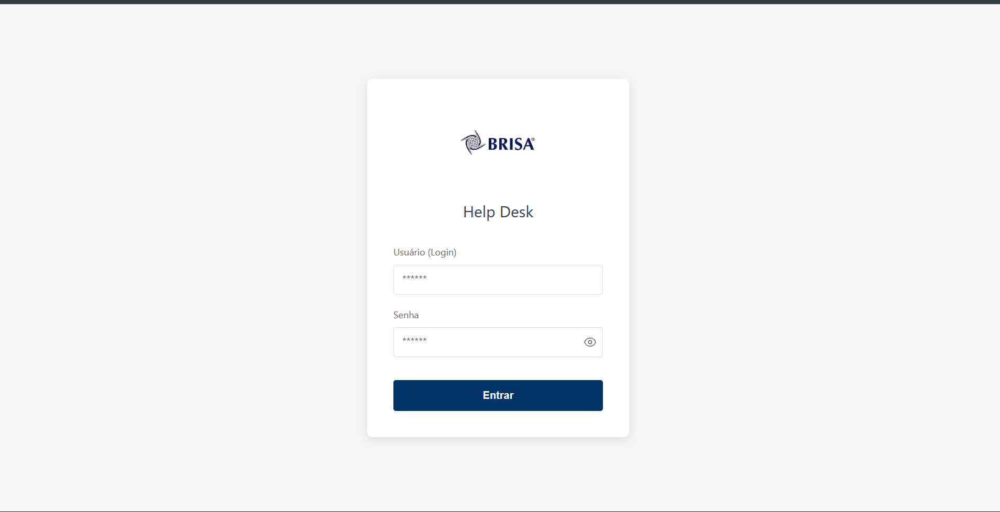 BRISA®
Help Desk
Usuário (Login)
******
Senha
******
Entrar